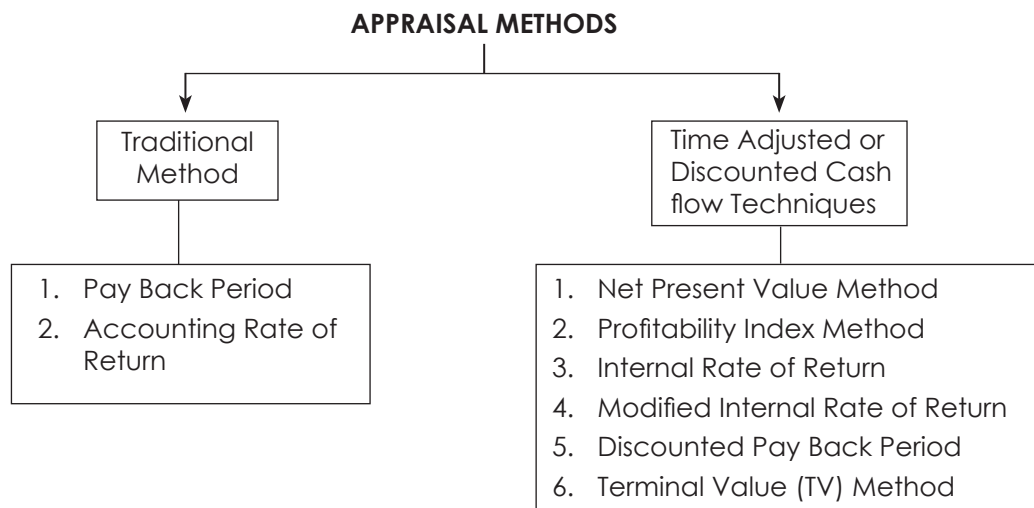 APPRAISAL METHODS
Traditional
Method
Time Adjusted or
Discounted Cash
flow Techniques
1. Pay Back Period
2. Accounting Rate of
Return
1. Net Present Value Method
2. Profitability Index Method
3. Internal Rate of Return
4. Modified Internal Rate of Return
5. Discounted Pay Back Period
6. Terminal Value (TV) Method